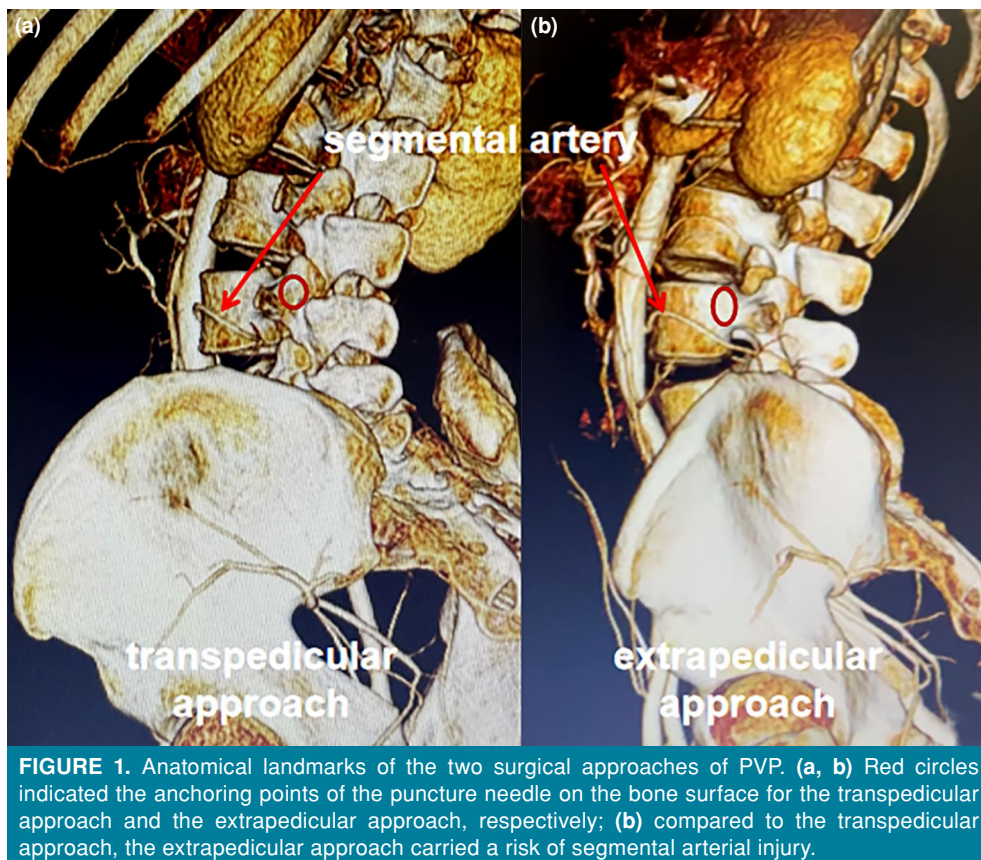 (a)
(b)
segmental artery
transpedicular
approach
extrapedicular
approach
FIGURE 1. Anatomical landmarks of the two surgical approaches of PVP. (a, b) Red circles
indicated the anchoring points of the puncture needle on the bone surface for the transpedicular
approach and the extrapedicular approach, respectively; (b) compared to the transpedicular
approach, the extrapedicular approach carried a risk of segmental arterial injury.